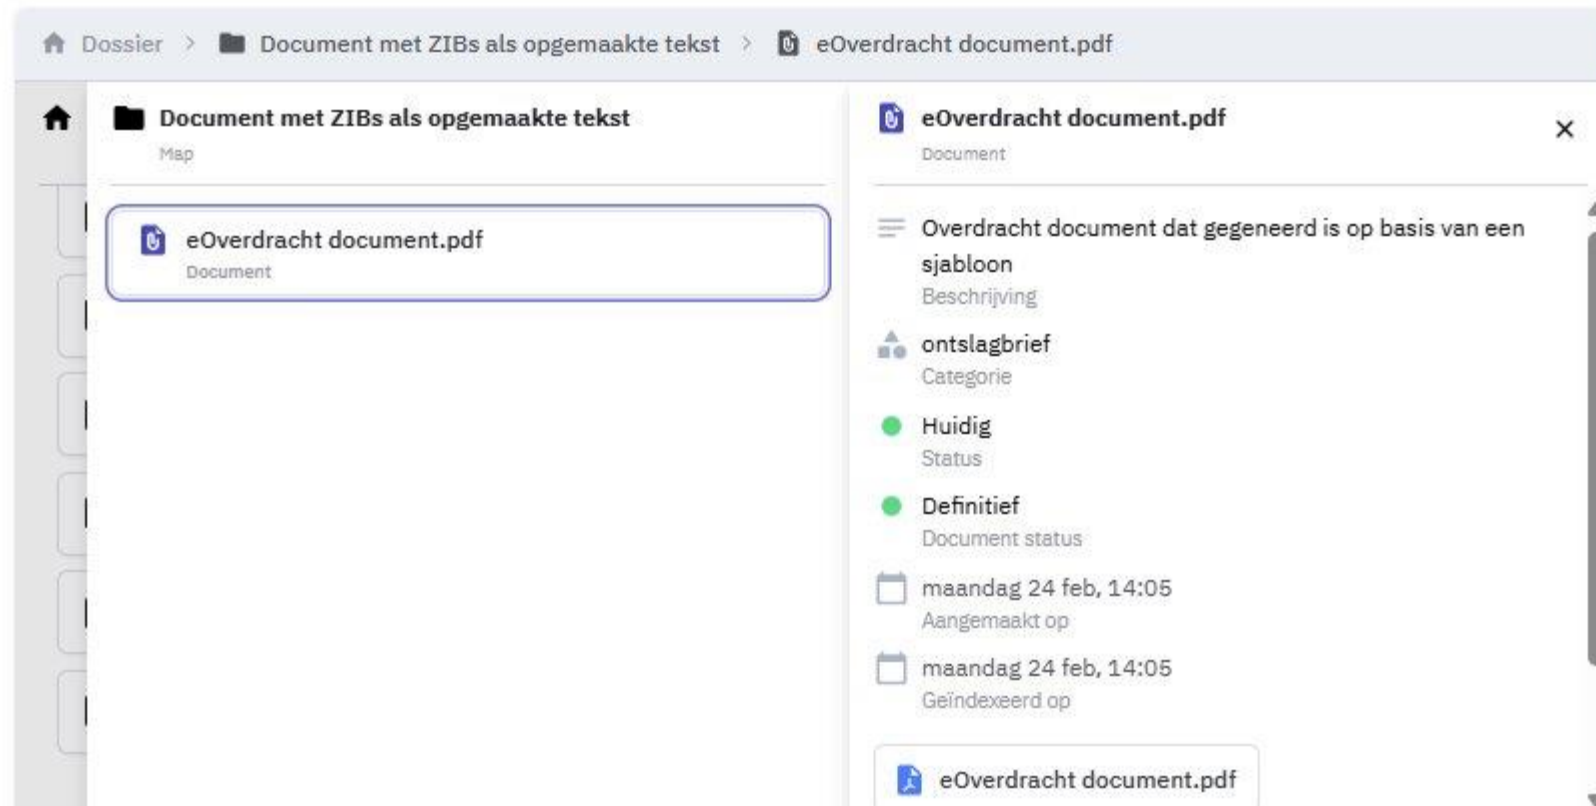 Dossier > Document met ZIBs als opgemaakte tekst > eOverdracht document.pdf
Document met ZIBs als opgemaakte tekst
Map
eOverdracht document.pdf
Document
eOverdracht document.pdf
Document
Overdracht document dat gegeneerd is op basis van een
sjabloon
Beschrijving
ontslagbrief
Categorie
Huidig
Status
Definitief
Document status
maandag 24 feb, 14:05
Aangemaakt op
maandag 24 feb, 14:05
Geïndexeerd op
eOverdracht document.pdf